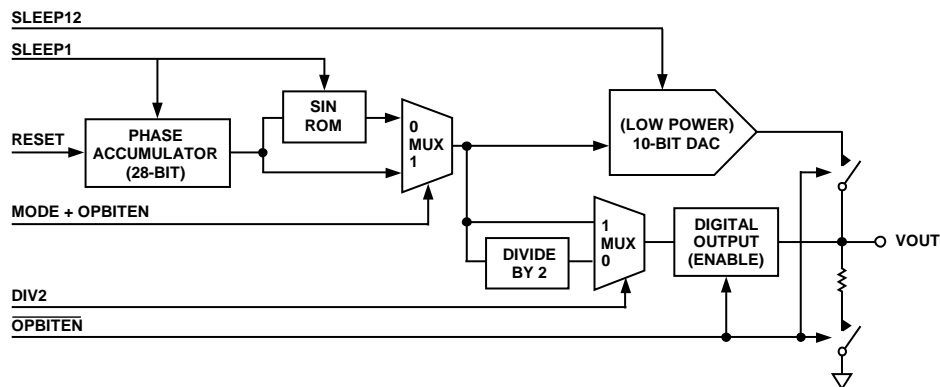 SLEEP12
SLEEP1
SIN
ROM
RESET
PHASE
ACCUMULATOR
(28-BIT)
0
MUX
1
(LOW POWER)
10-BIT DAC
MODE + OPBITEN
1
MUX
0
DIVIDE
BY 2
DIGITAL
OUTPUT
(ENABLE)
VOUT
DIV2
OPBITEN